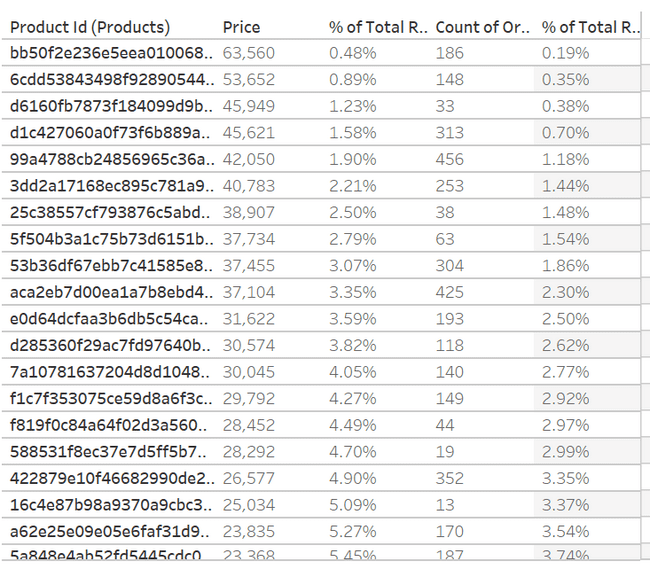 Product Id (Products) Price % of Total R.. Count of Or.. % of Total R..
bb50f2e236e5eea010068.. 63,560 0.48% 186 0.19%
6cdd53843498f92890544.. 53,652 0.89% 148 0.35%
d6160fb7873f184099d9b.. 45,949 1.23% 33 0.38%
d1c427060a0f73f6b889a.. 45,621 1.58% 313 0.70%
99a4788cb24856965c36a.. 42,050 1.90% 456 1.18%
3dd2a17168ec895c781a9.. 40,783 2.21% 253 1.44%
25c38557cf793876c5abd.. 38,907 2.50% 38 1.48%
5f504b3a1c75b73d6151b.. 37,734 2.79% 63 1.54%
53b36df67ebb7c41585e8.. 37,455 3.07% 304 1.86%
aca2eb7d00ea1a7b8ebd4.. 37,104 3.35% 425 2.30%
e0d64dcfaa3b6db5c54ca.. 31,622 3.59% 193 2.50%
d285360f29ac7fd97640b.. 30,574 3.82% 118 2.62%
7a10781637204d8d1048.. 30,045 4.05% 140 2.77%
f1c7f353075ce59d8a6f3c.. 29,792 4.27% 149 2.92%
f819f0c84a64f02d3a560.. 28,452 4.49% 44 2.97%
588531f8ec37e7d5ff5b7.. 28,292 4.70% 19 2.99%
422879e10f46682990de2.. 26,577 4.90% 352 3.35%
16c4e87b98a9370a9cbc3.. 25,034 5.09% 13 3.37%
a62e25e09e05e6faf31d9.. 23,835 5.27% 170 3.54%
5a848e4ab52fd5445cdc0.. 23,368 5.45% 187 3.74%